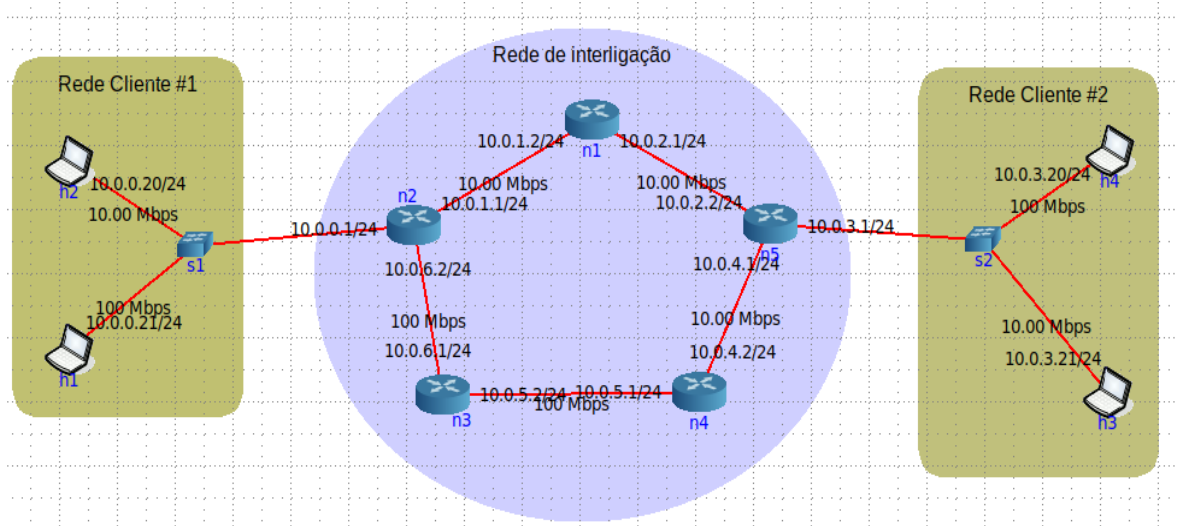 Rede de interligação
Rede Cliente #1
Rede Cliente #2
10.0.1.2/24
n1
10.0.2.1/24
10.0.0.20/24
h2
10.00 Mbps
10.00 Mbps
10.00 Mbps
10.0.3.20/24
h4
n2
10.0.1.1/24
10.0.2.2/24
100 Mbps
10.0.0.1/24
10.0.3.1/24
s1
n5
s2
10.0.6.2/24
10.0.4.1/24
100 Mbps
10.0.0.21/24
100 Mbps
10.00 Mbps
10.00 Mbps
10.0.6.1/24
10.0.4.2/24
10.0.3.21/24
h1
10.0.5.2/24
10.0.5.1/24
100 Mbps
n3
n4
h3